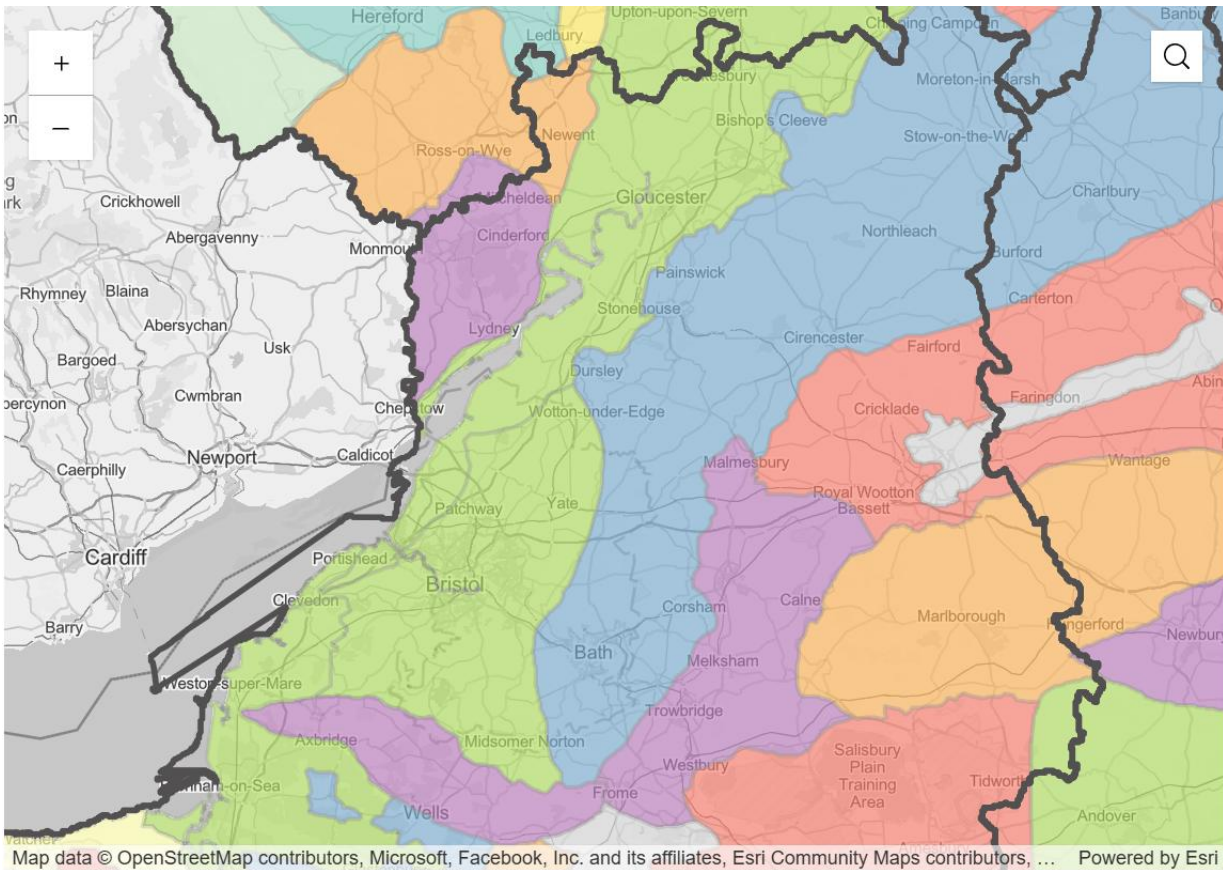 Hereford
Upton-upon-Severn
Chipping Campden
Banbury
Ledbury
+
Moreton-in-Marsh
−
Bishop's Cleeve
Newent
Stow-on-the-Wold
Ross-on-Wye
Crickhowell
Mitcheldean
Gloucester
Charlbury
Abergavenny
Cinderford
Northleach
Monmouth
Burford
Painswick
Rhymney
Blaina
Carterton
Stonehouse
Abersychan
Lydney
Cirencester
Usk
Fairford
Bargoed
Dursley
Cwmbran
Faringdon
Chepstow
Wotton-under-Edge
Cricklade
Newport
Caldicot
Malmesbury
Wantage
Caerphilly
Royal Wootton
Bassett
Yate
Patchway
Cardiff
Portishead
Bristol
Clevedon
Corsham
Calne
Marlborough
Hungerford
Barry
Newbury
Bath
Melksham
Weston-super-Mare
Trowbridge
Axbridge
Midsomer Norton
Salisbury
Plain
Training
Area
Westbury
Tidworth
Frome
Wells
Andover
Map data © OpenStreetMap contributors, Microsoft, Facebook, Inc. and its affiliates, Esri Community Maps contributors, ...
Powered by Esri